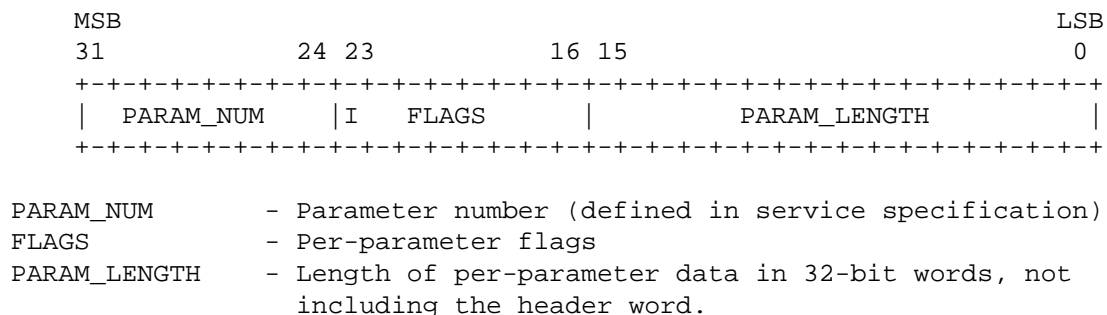 MSB                                                          LSB
31            24 23            16 15                           0
+-+-+-+-+-+-+-+-+-+-+-+-+-+-+-+-+-+-+-+-+-+-+-+-+-+-+-+-+-+-+-+-+
|  PARAM_NUM    |I   FLAGS      |         PARAM_LENGTH          |
+-+-+-+-+-+-+-+-+-+-+-+-+-+-+-+-+-+-+-+-+-+-+-+-+-+-+-+-+-+-+-+-+
PARAM_NUM       - Parameter number (defined in service specification)
FLAGS           - Per-parameter flags
PARAM_LENGTH    - Length of per-parameter data in 32-bit words, not
including the header word.